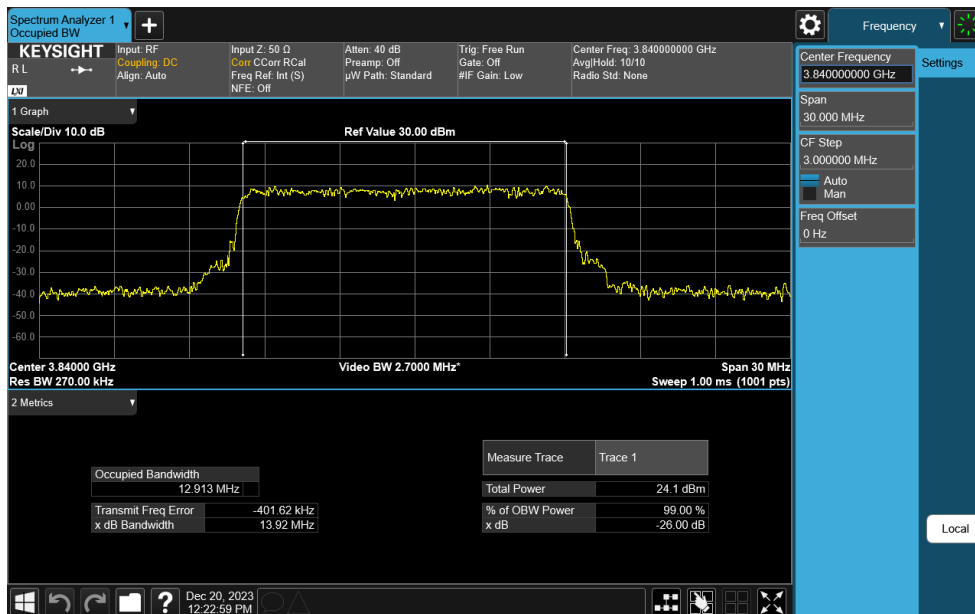 Spectrum Analyzer 1
Occupied BW
Frequency
KEYSIGHT
R L
LXI
Input: RF
Coupling: DC
Align: Auto
Input Z: 50 Ω
Corr CCorr RCal
Freq Ref: Int (S)
NFE: Off
Atten: 40 dB
Preamp: Off
µW Path: Standard
Trig: Free Run
Gate: Off
#IF Gain: Low
Center Freq: 3.840000000 GHz
Avg|Hold: 10/10
Radio Std: None
Center Frequency
3.840000000 GHz
Settings
Span
30.000 MHz
CF Step
3.000000 MHz
Auto
Man
Freq Offset
0 Hz
Local
1 Graph
Scale/Div 10.0 dB
Ref Value 30.00 dBm
Log
20.0
10.0
0.00
-10.0
-20.0
-30.0
-40.0
-50.0
-60.0
Center 3.84000 GHz
Video BW 2.7000 MHz*
Span 30 MHz
Res BW 270.00 kHz
Sweep 1.00 ms (1001 pts)
2 Metrics
Occupied Bandwidth
12.913 MHz
Transmit Freq Error -401.62 kHz
x dB Bandwidth 13.92 MHz
Measure Trace Trace 1
Total Power 24.1 dBm
% of OBW Power 99.00 %
x dB -26.00 dB
?
Dec 20, 2023
12:22:59 PM